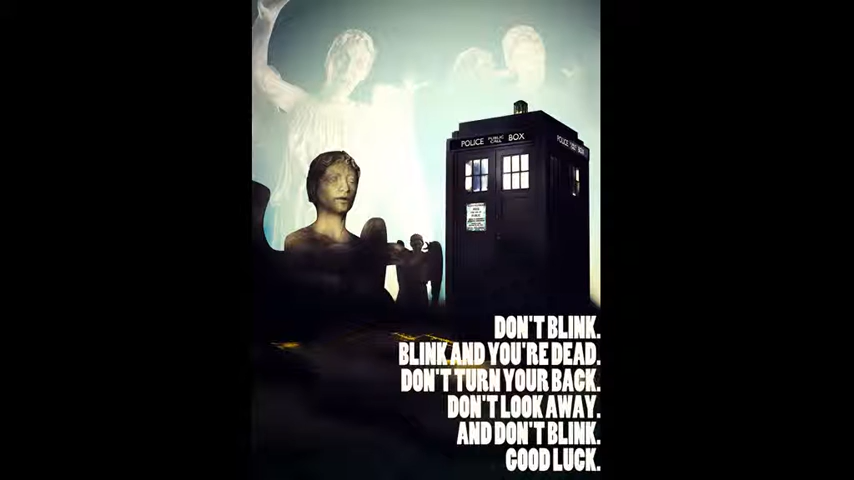 POLICE PUBLIC CALL BOX
DON'T BLINK.
BLINK AND YOU'RE DEAD.
DON'T TURN YOUR BACK.
DON'T LOOK AWAY.
AND DON'T BLINK.
GOOD LUCK.